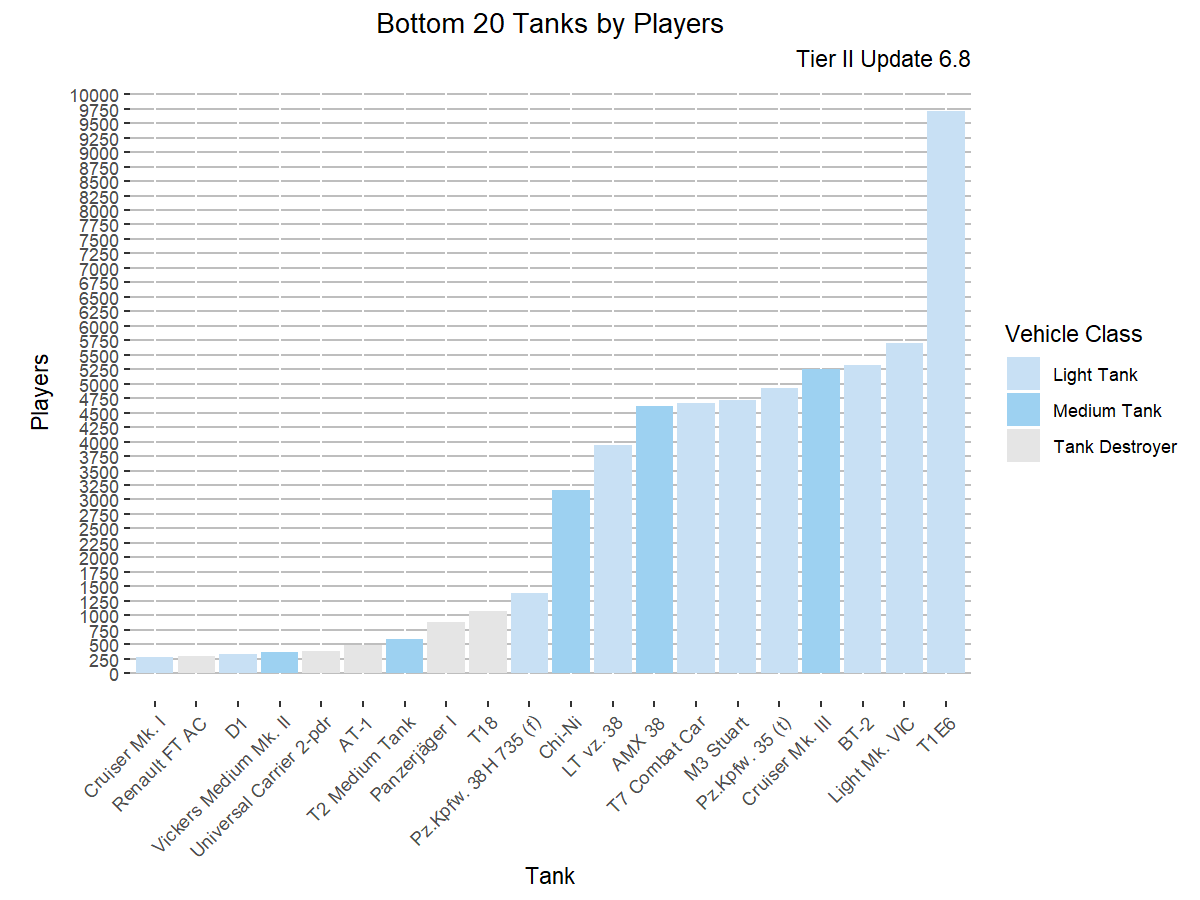 Bottom 20 Tanks by Players
Tier II Update 6.8
10000
9750
9500
9250
9000
8750
8500
8250
8000
7750
7500
7250
7000
6750
6500
6250
6000
5750
5500
5250
5000
4750
4500
4250
4000
3750
3500
3250
3000
2750
2500
2250
2000
1750
1500
1250
1000
750
500
250
0
Players
Cruiser Mk. I
Renault FT AC
D1
Vickers Medium Mk. II
Universal Carrier 2-pdr
AT-1
T2 Medium Tank
Panzerjäger I
T18
Pz.Kpfw. 38H 735 (f)
Chi-Ni
LT vz. 38
AMX 38
T7 Combat Car
M3 Stuart
Pz.Kpfw. 35 (t)
Cruiser Mk. III
BT-2
Light Mk. VIC
T1E6
Tank
Vehicle Class
Light Tank
Medium Tank
Tank Destroyer